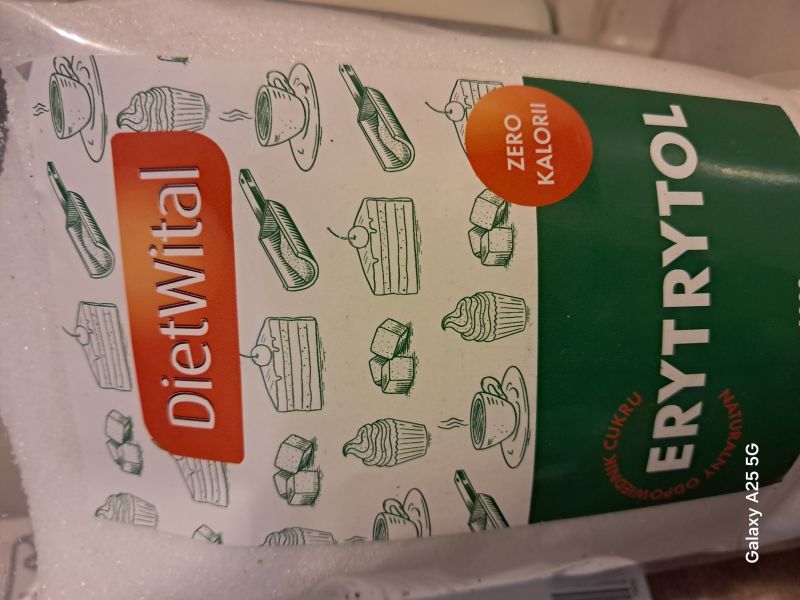 DietWital
ZERO
KALORII
ERYTRYTOL
NATURALNY ODPOWIEDNIK CUKRU
Galaxy A25 5G